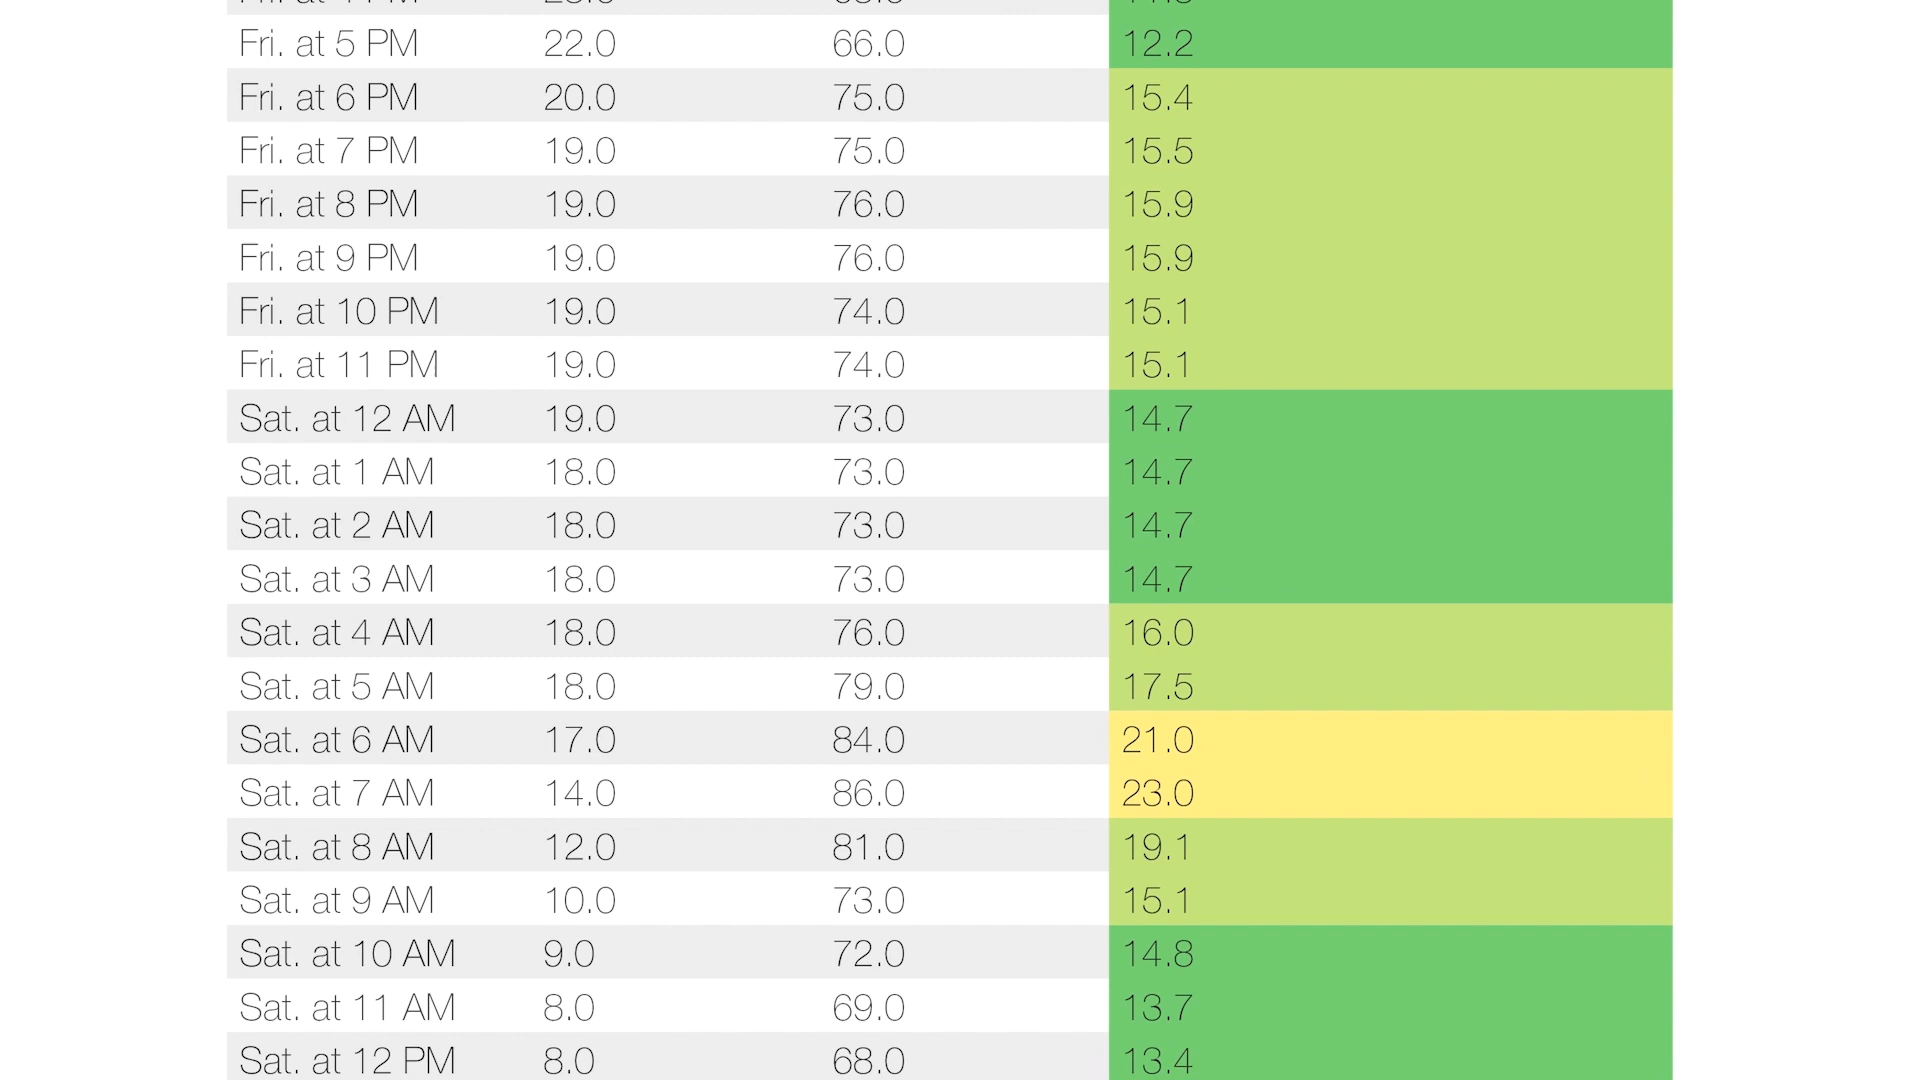 Fri. at 5 PM 22.0 66.0 12.2
Fri. at 6 PM 20.0 75.0 15.4
Fri. at 7 PM 19.0 75.0 15.5
Fri. at 8 PM 19.0 76.0 15.9
Fri. at 9 PM 19.0 76.0 15.9
Fri. at 10 PM 19.0 74.0 15.1
Fri. at 11 PM 19.0 74.0 15.1
Sat. at 12 AM 19.0 73.0 14.7
Sat. at 1 AM 18.0 73.0 14.7
Sat. at 2 AM 18.0 73.0 14.7
Sat. at 3 AM 18.0 73.0 14.7
Sat. at 4 AM 18.0 76.0 16.0
Sat. at 5 AM 18.0 79.0 17.5
Sat. at 6 AM 17.0 84.0 21.0
Sat. at 7 AM 14.0 86.0 23.0
Sat. at 8 AM 12.0 81.0 19.1
Sat. at 9 AM 10.0 73.0 15.1
Sat. at 10 AM 9.0 72.0 14.8
Sat. at 11 AM 8.0 69.0 13.7
Sat. at 12 PM 8.0 68.0 13.4